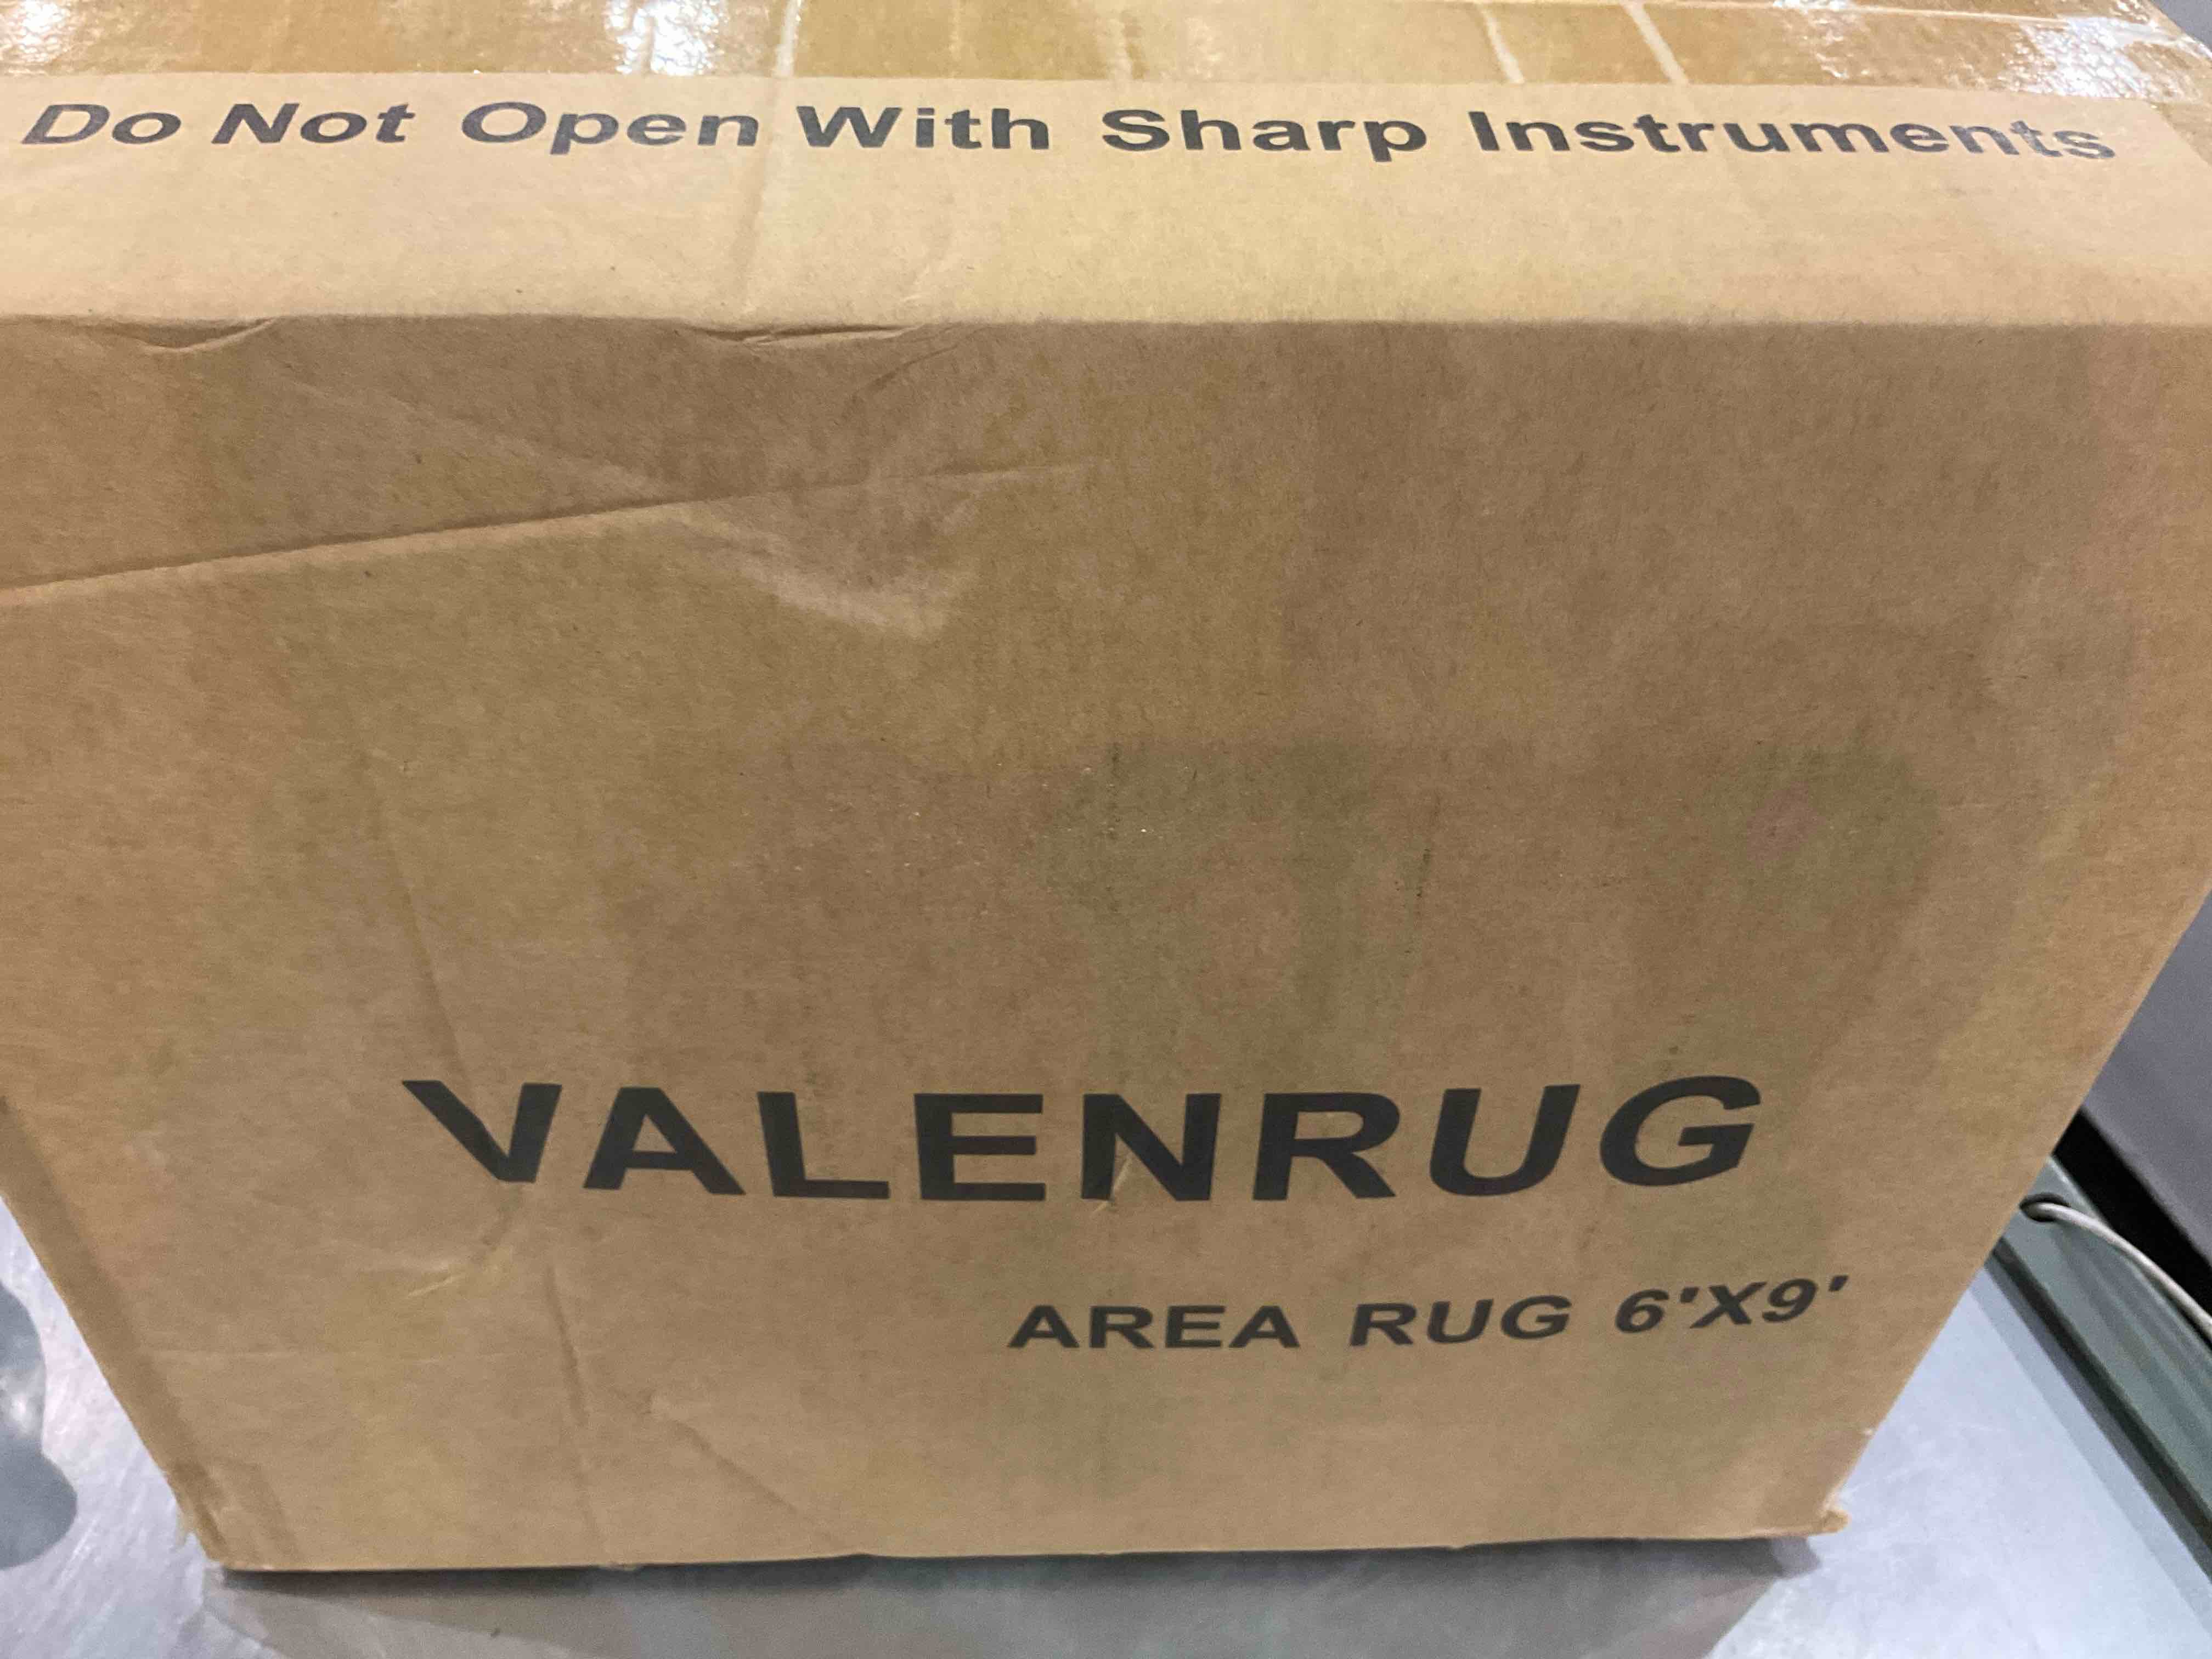 Do Not Open With Sharp Instruments
VALENRUG
AREA RUG 6'X9'